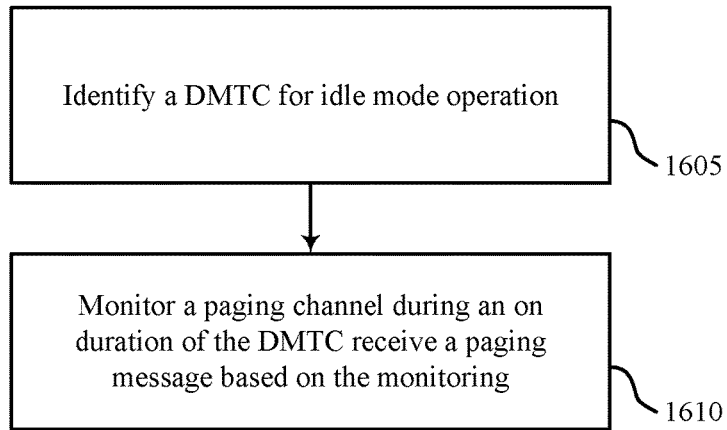 Identify a DMTC for idle mode operation
1605
Monitor a paging channel during an on
duration of the DMTC receive a paging
message based on the monitoring
1610